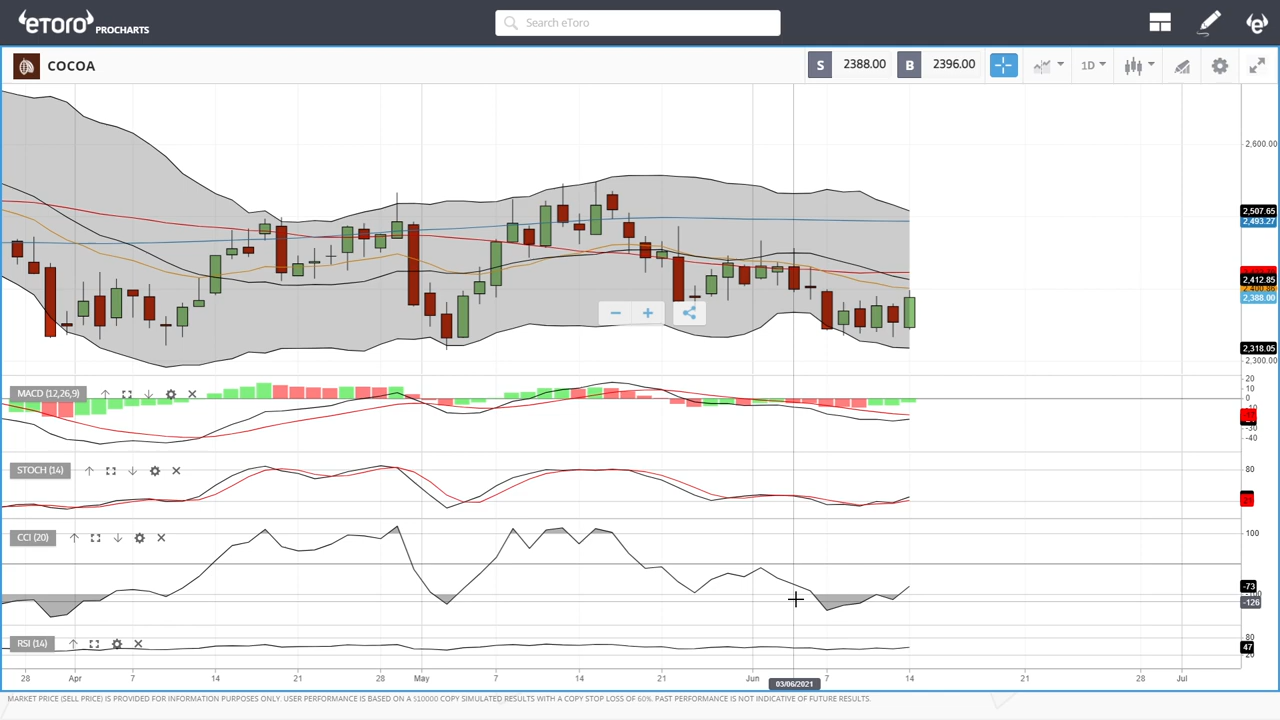 eToro PROCHARTS
Search eToro
COCOA
S 2388.00 B 2396.00
1D
2,600.00
2,507.65
2,493.27
2,412.85
2,388.00
2,318.05
2,300.00
MACD (12,26,9)
20
10
0
-10
-30
-40
STOCH (14)
80
CCI (20)
100
-73
-100
-126
RSI (14)
80
47
20
28 Apr 7 14 21 28 May 7 14 21 Jun 7 14 21 28 Jul
03/06/2021
MARKET PRICE (SELL PRICE) IS PROVIDED FOR INFORMATION PURPOSES ONLY. USER PERFORMANCE IS BASED ON A $10000 COPY SIMULATED RESULTS WITH A COPY STOP LOSS OF 60%. PAST PERFORMANCE IS NOT INDICATIVE OF FUTURE RESULTS.